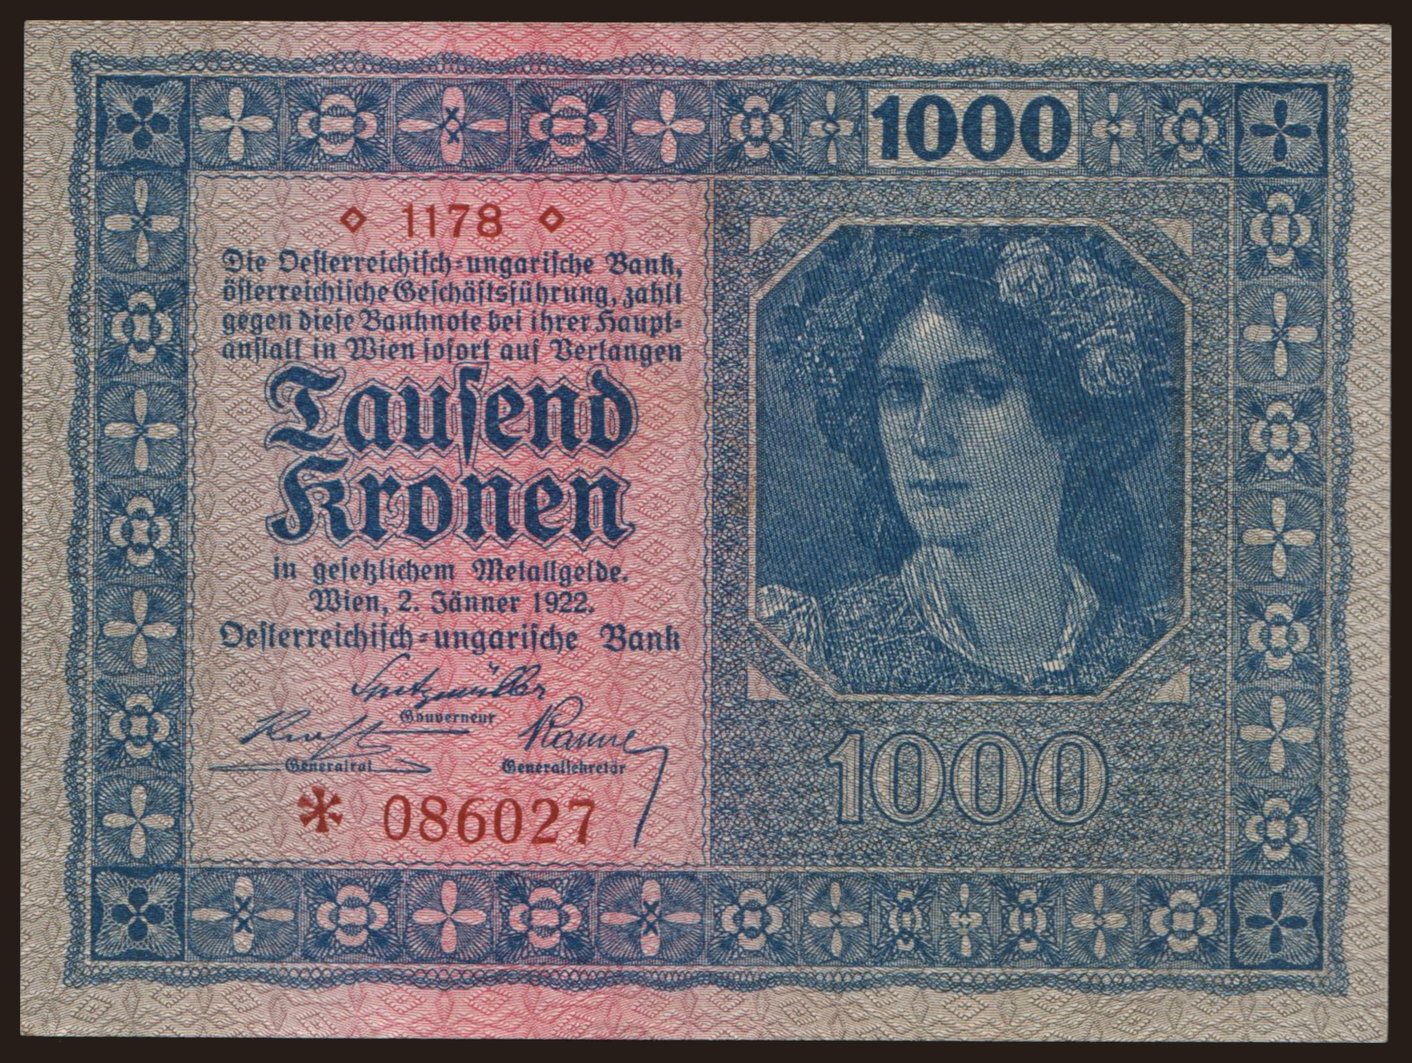 1000
1178
Die Oesterreichisch-ungarische Bank,
österreichische Geschäftsführung, zahlt
gegen diese Banknote bei ihrer Haupt-
anstalt in Wien sofort auf Verlangen
Tausend
Kronen
in gesetzlichem Metallgelde.
Wien, 2. Jänner 1922.
Oesterreichisch-ungarische Bank
Spitzmüller
Gouverneur
Generalrat Generalsekretär
* 086027
1000